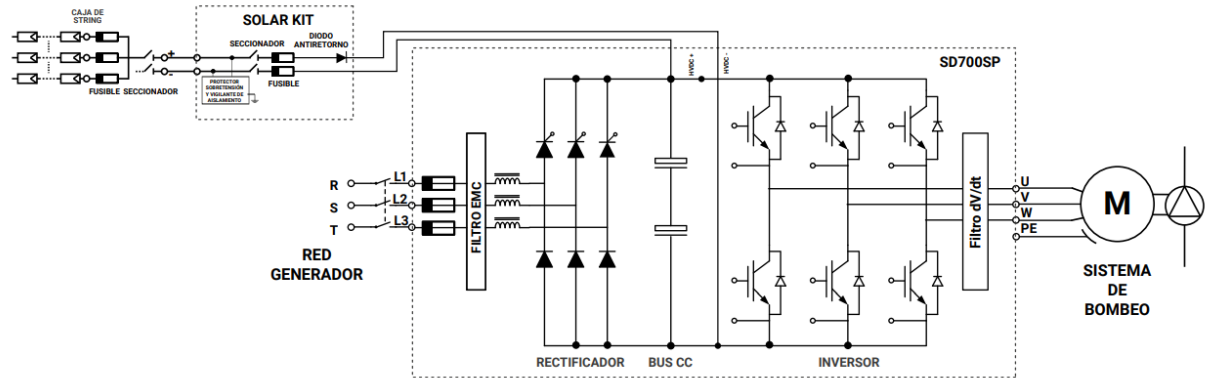 CAJA DE
STRING
+
-
FUSIBLE SECCIONADOR
SOLAR KIT
SECCIONADOR
DIODO
ANTIRETORNO
FUSIBLE
PROTECTOR
SOBRETENSIÓN
Y VIGILANTE DE
AISLAMIENTO
HVDC +
HVDC -
SD700SP
R
S
T
L1
L2
L3
RED
GENERADOR
FILTRO EMC
RECTIFICADOR
BUS CC
INVERSOR
Filtro dV/dt
U
V
W
PE
M
SISTEMA
DE
BOMBEO